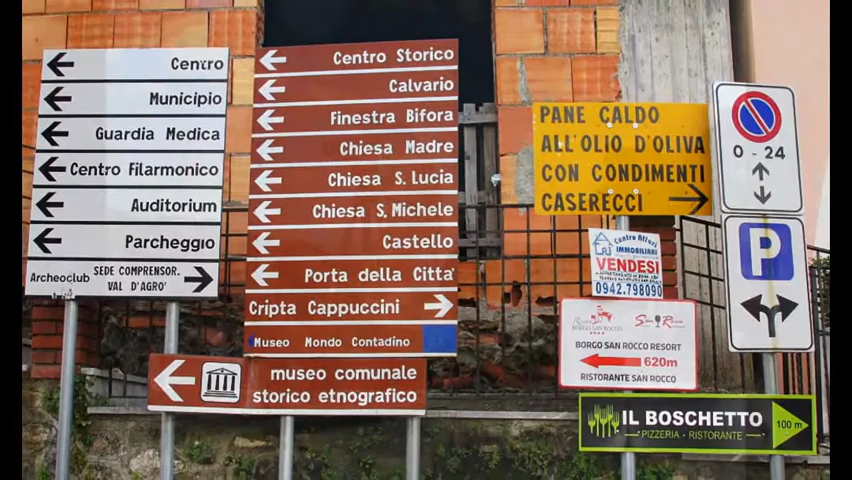 Centro
Municipio
Guardia Medica
Centro Filarmonico
Auditorium
Parcheggio
Archeoclub SEDE COMPRENSOR.
VAL D'AGRO'
Centro Storico
Calvario
Finestra Bifora
Chiesa Madre
Chiesa S. Lucia
Chiesa S. Michele
Castello
Porta della Citta'
Cripta Cappuccini
Museo Mondo Contadino
museo comunale
storico etnografico
PANE CALDO
ALL'OLIO D'OLIVA
CON CONDIMENTI
CASERECCI
0 - 24
P
Centro Affari
IMMOBILIARI
VENDESI
0942.798090
BORGO SAN ROCCO
San Rocco
BORGO SAN ROCCO RESORT
620m
RISTORANTE SAN ROCCO
IL BOSCHETTO
PIZZERIA - RISTORANTE
100 m